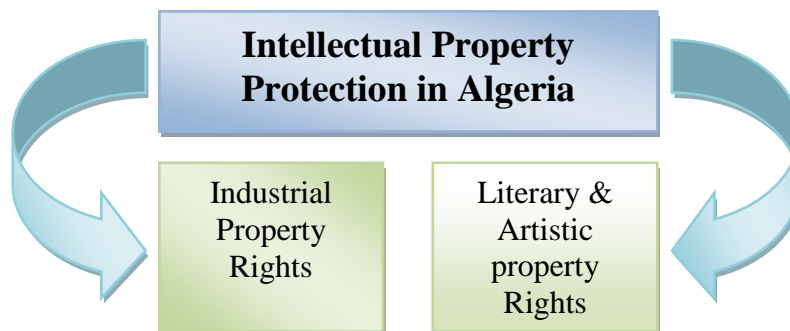 Intellectual Property
Protection in Algeria
Industrial
Property
Rights
Literary &
Artistic
property
Rights